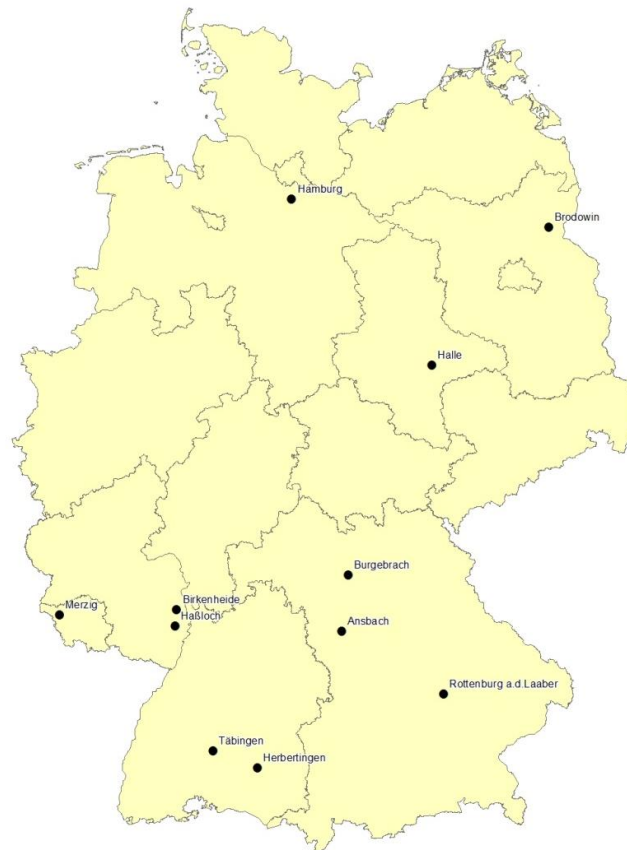 Hamburg
Brodowin
Halle
Burgebrach
Birkenheide
Merzig
Haßloch
Ansbach
Rottenburg a.d.Laaber
Täbingen
Herbertingen